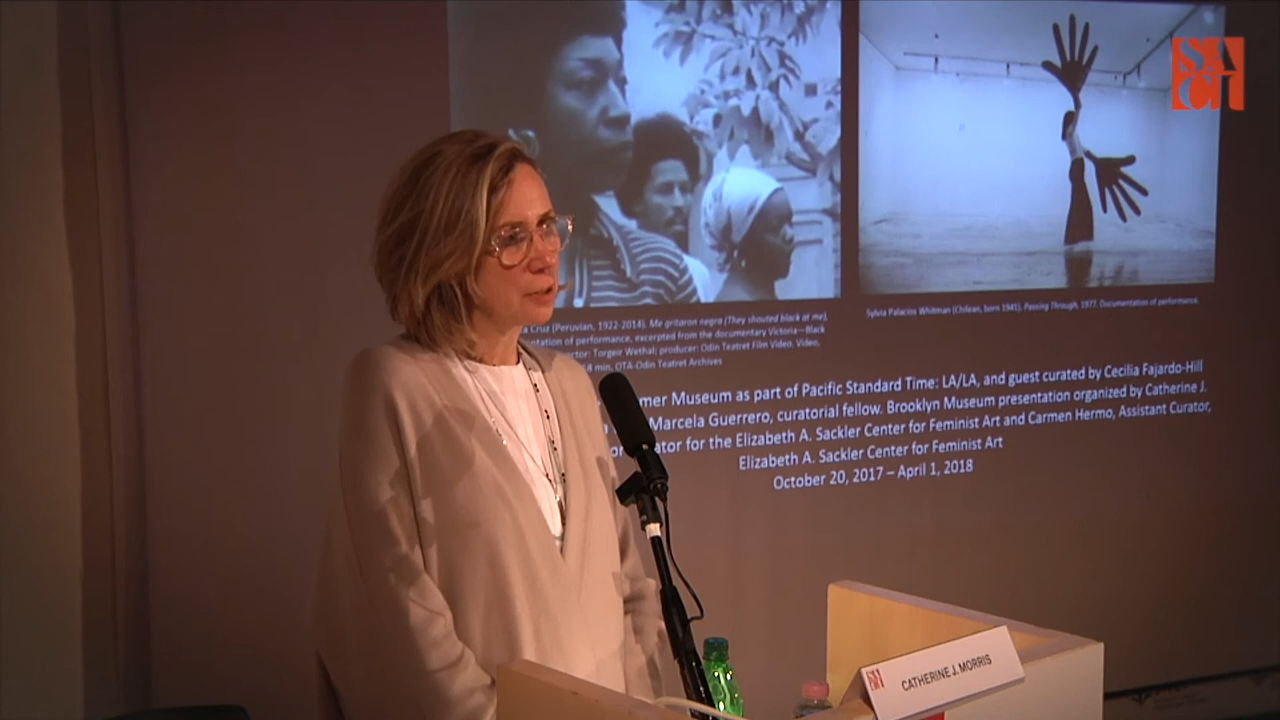 SACI
a Cruz (Peruvian, 1922-2014). Me gritaron negra (They shouted black at me),
ntation of performance, excerpted from the documentary Victoria—Black
ctor: Torgeir Wethal; producer: Odin Teatret Film Video. Video,
8 min, OTA-Odin Teatret Archives
Sylvia Palacios Whitman (Chilean, born 1941). Passing Through, 1977. Documentation of performance.
mer Museum as part of Pacific Standard Time: LA/LA, and guest curated by Cecilia Fajardo-Hill
Marcela Guerrero, curatorial fellow. Brooklyn Museum presentation organized by Catherine J.
ator for the Elizabeth A. Sackler Center for Feminist Art and Carmen Hermo, Assistant Curator,
Elizabeth A. Sackler Center for Feminist Art
October 20, 2017 – April 1, 2018
CATHERINE J. MORRIS